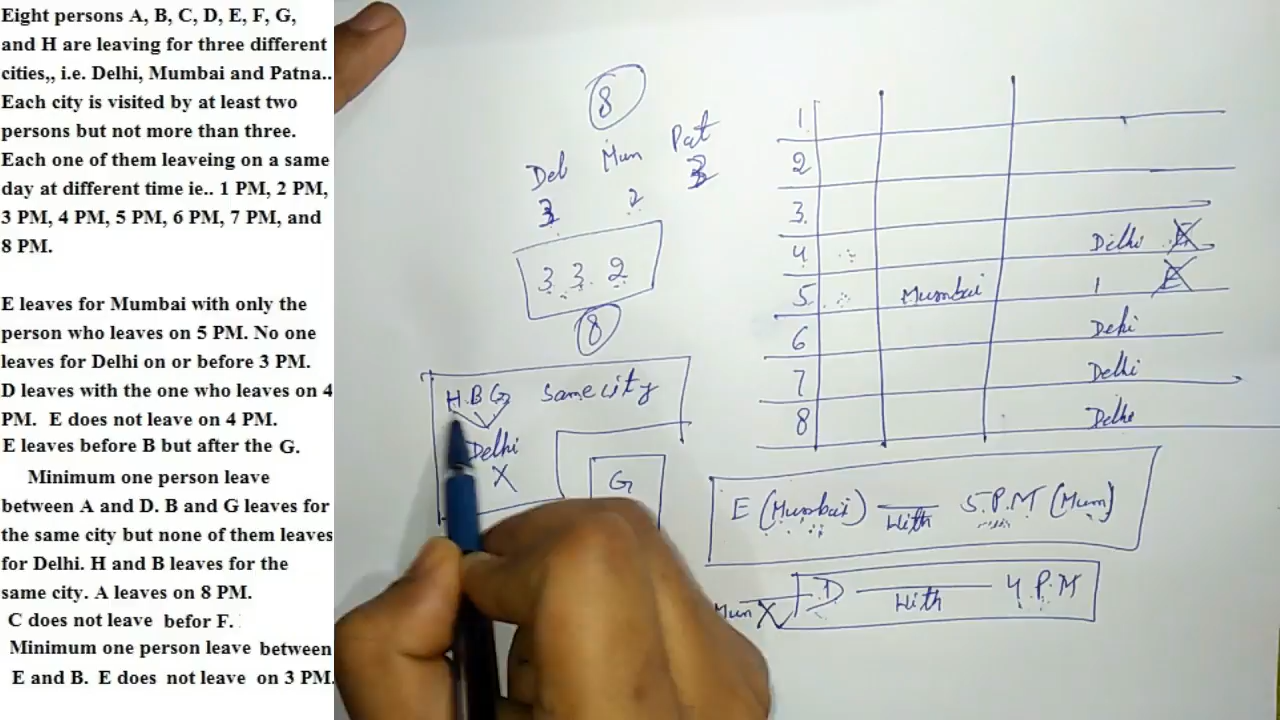 Eight persons A, B, C, D, E, F, G,
and H are leaving for three different
cities,, i.e. Delhi, Mumbai and Patna..
Each city is visited by at least two
persons but not more than three.
Each one of them leaveing on a same
day at different time ie.. 1 PM, 2 PM,
3 PM, 4 PM, 5 PM, 6 PM, 7 PM, and
8 PM.
E leaves for Mumbai with only the
person who leaves on 5 PM. No one
leaves for Delhi on or before 3 PM.
D leaves with the one who leaves on 4
PM. E does not leave on 4 PM.
E leaves before B but after the G.
Minimum one person leave
between A and D. B and G leaves for
the same city but none of them leaves
for Delhi. H and B leaves for the
same city. A leaves on 8 PM.
C does not leave befor F.
Minimum one person leave between
E and B. E does not leave on 3 PM.
8
Del Mun Pat
3 2 3
3 3. 2
8
H.B G Same city
Delhi
X
G
1.
2
3.
4 Dilhi E
5. Mumbai 1 E
6 Dehi
7 Delhi
8 Delhe
E (Mumbai) With 5.P.M (Mum)
Mum X D With 4 P.M